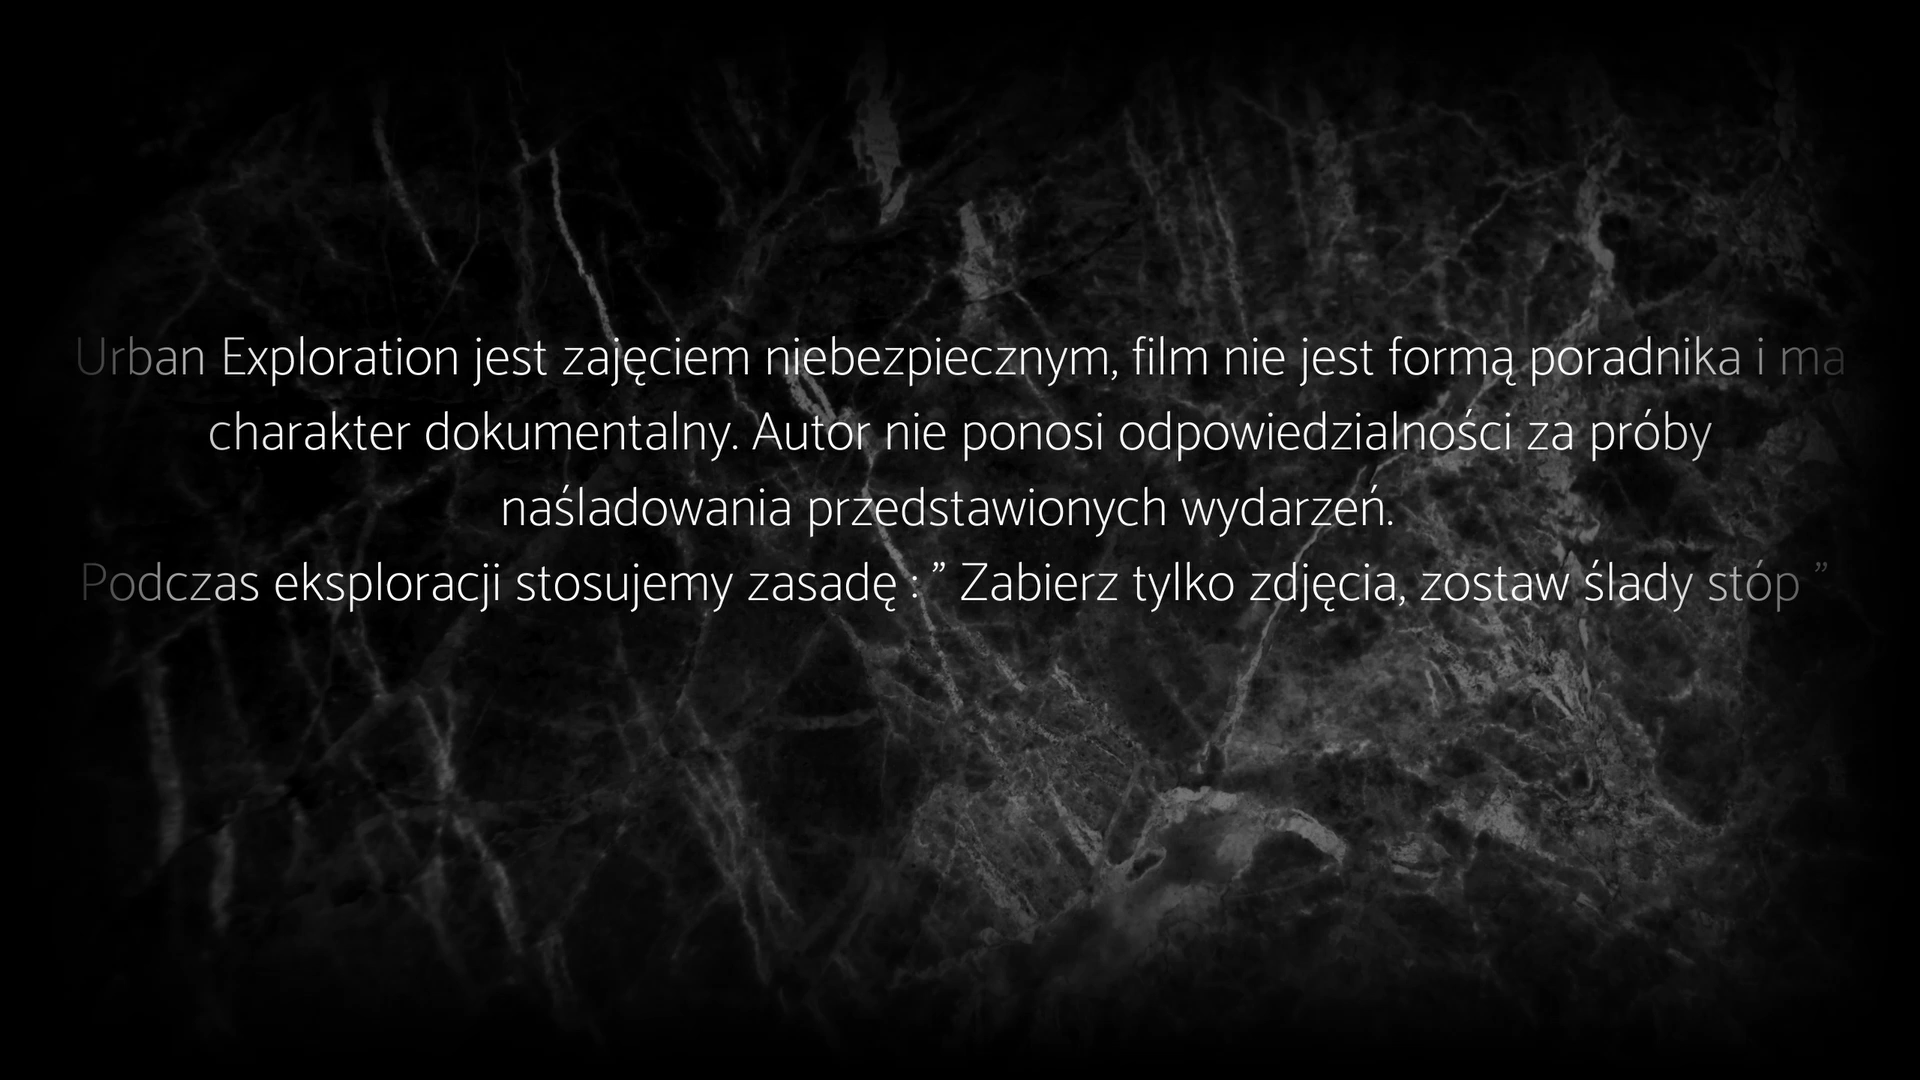 Urban Exploration jest zajęciem niebezpiecznym, film nie jest formą poradnika i ma
charakter dokumentalny. Autor nie ponosi odpowiedzialności za próby
naśladowania przedstawionych wydarzeń.
Podczas eksploracji stosujemy zasadę : ” Zabierz tylko zdjęcia, zostaw ślady stóp ”